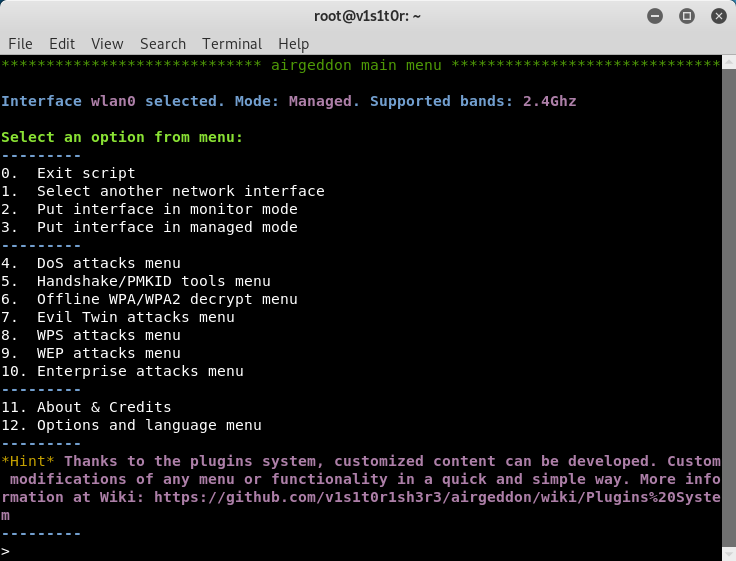 root@v1s1t0r: ~
File Edit View Search Terminal Help
***************************** airgeddon main menu ******************************
Interface wlan0 selected. Mode: Managed. Supported bands: 2.4Ghz
Select an option from menu:
---------
0.  Exit script
1.  Select another network interface
2.  Put interface in monitor mode
3.  Put interface in managed mode
---------
4.  DoS attacks menu
5.  Handshake/PMKID tools menu
6.  Offline WPA/WPA2 decrypt menu
7.  Evil Twin attacks menu
8.  WPS attacks menu
9.  WEP attacks menu
10. Enterprise attacks menu
---------
11. About & Credits
12. Options and language menu
---------
*Hint* Thanks to the plugins system, customized content can be developed. Custom
 modifications of any menu or functionality in a quick and simple way. More info
rmation at Wiki: https://github.com/v1s1t0r1sh3r3/airgeddon/wiki/Plugins%20Syste
m
---------
>